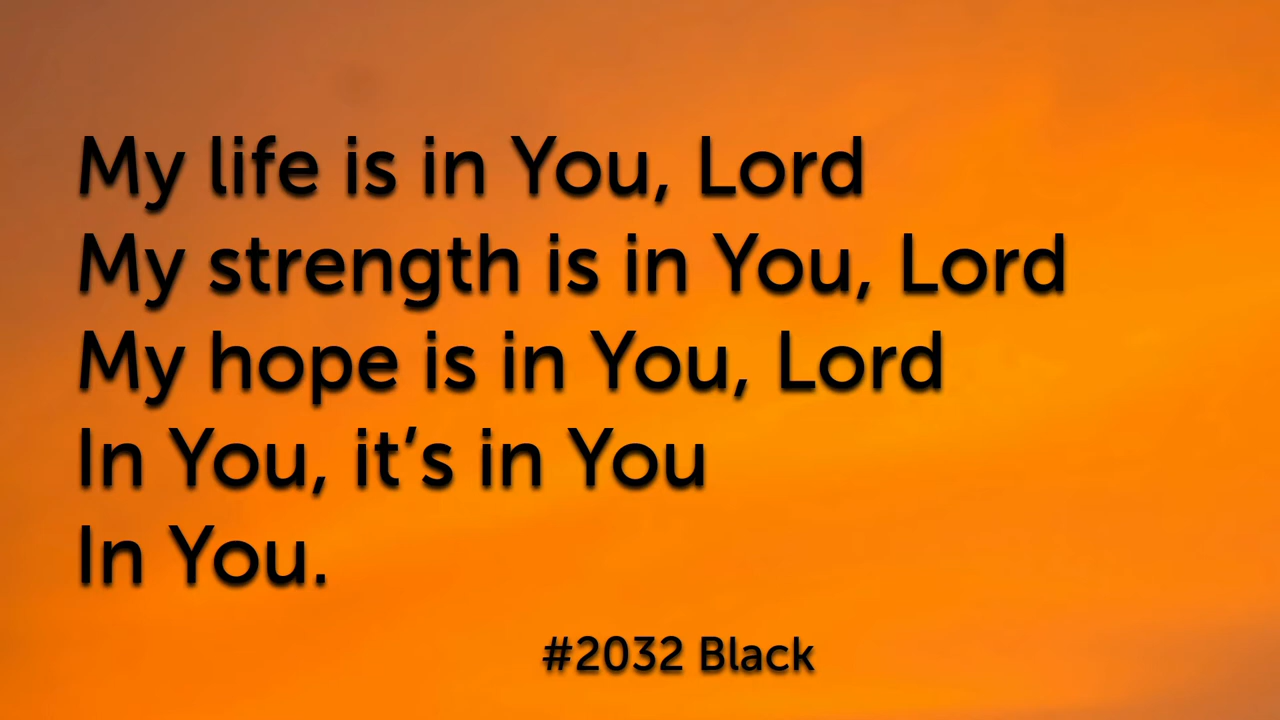 My life is in You, Lord
My strength is in You, Lord
My hope is in You, Lord
In You, it’s in You
In You.
#2032 Black